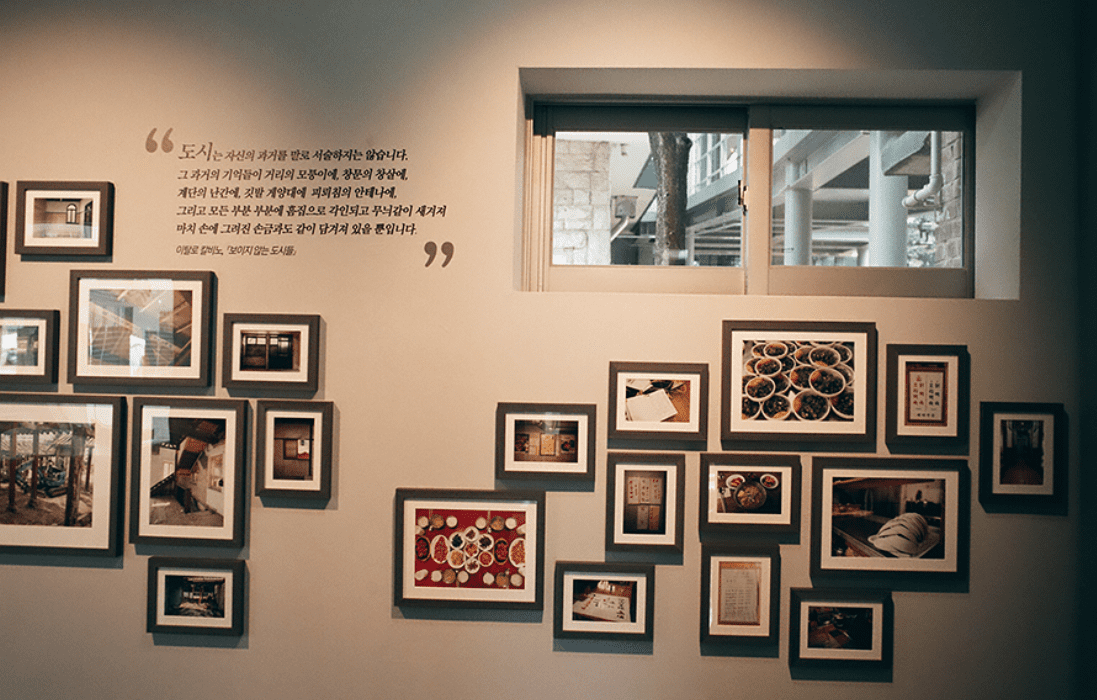 “ 도시는 자신의 과거를 말로 서술하지는 않습니다.
그 과거의 기억들이 거리의 모퉁이에, 창문의 창살에,
계단의 난간에, 깃발 게양대에 피뢰침의 안테나에,
그리고 모든 부분 부분에 흠집으로 각인되고 무늬같이 새겨져
마치 손에 그려진 손금과도 같이 담겨져 있을 뿐입니다. ”
이탈로 칼비노, 『보이지 않는 도시들』